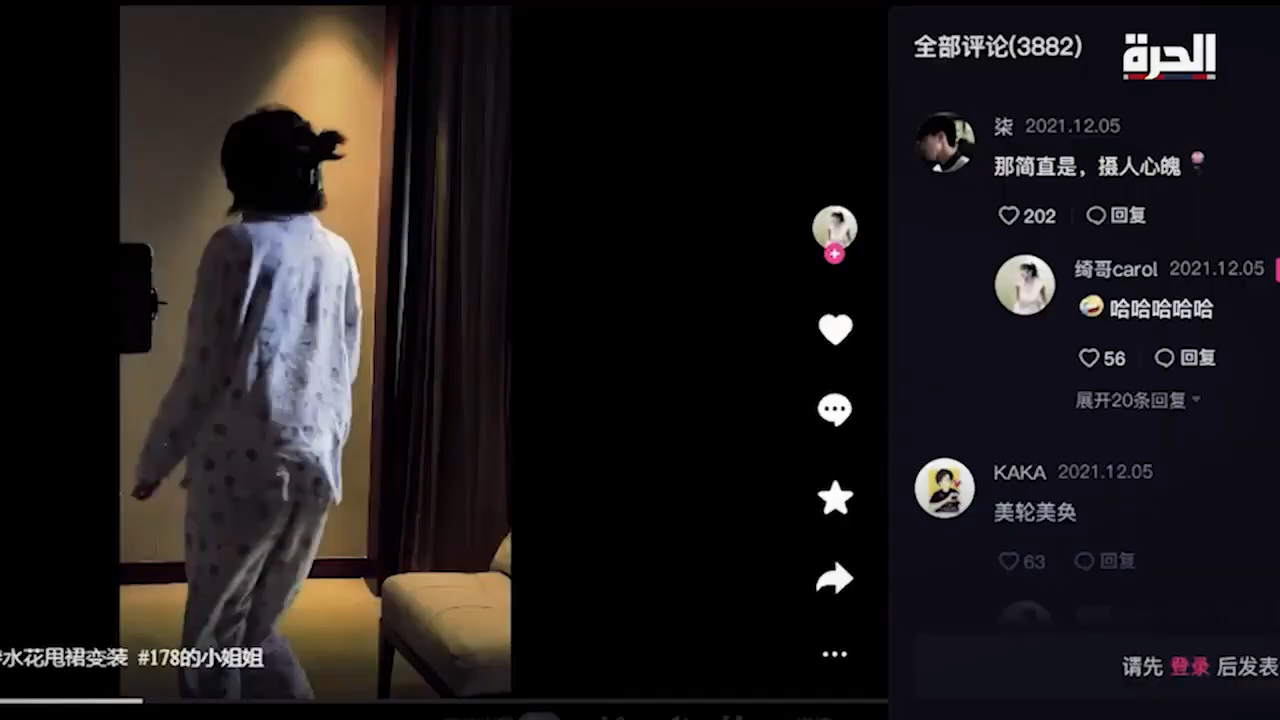 全部评论(3882)
الحرة
柒 2021.12.05
那简直是，摄人心魄
202 回复
绮哥carol 2021.12.05
哈哈哈哈哈
56 回复
展开20条回复
KAKA 2021.12.05
美轮美奂
63 回复
水花甩裙变装 #178的小姐姐
请先 登录 后发表